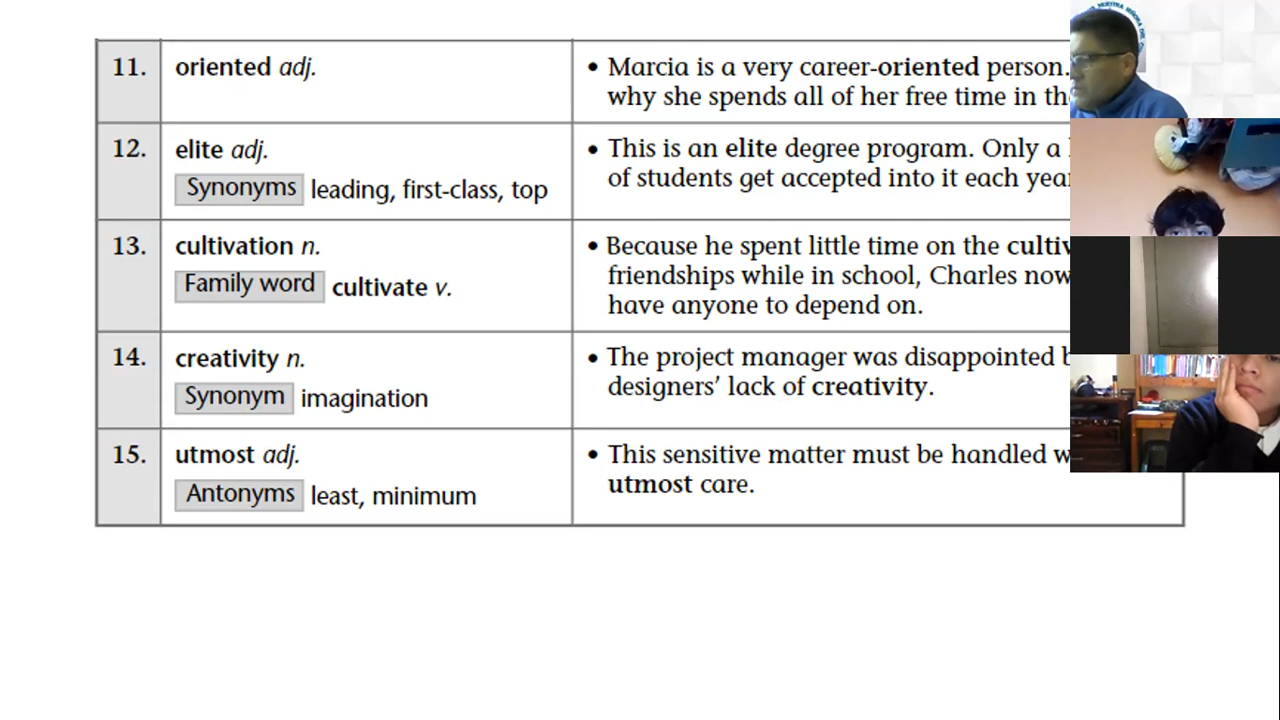 11. oriented adj. • Marcia is a very career-oriented person.
why she spends all of her free time in
12. elite adj. • This is an elite degree program. Only a
Synonyms leading, first-class, top of students get accepted into it each
13. cultivation n. • Because he spent little time on the
Family word cultivate v. friendships while in school, Charles now
have anyone to depend on.
14. creativity n. • The project manager was disappointed
Synonym imagination designers' lack of creativity.
15. utmost adj. • This sensitive matter must be handled
Antonyms least, minimum utmost care.